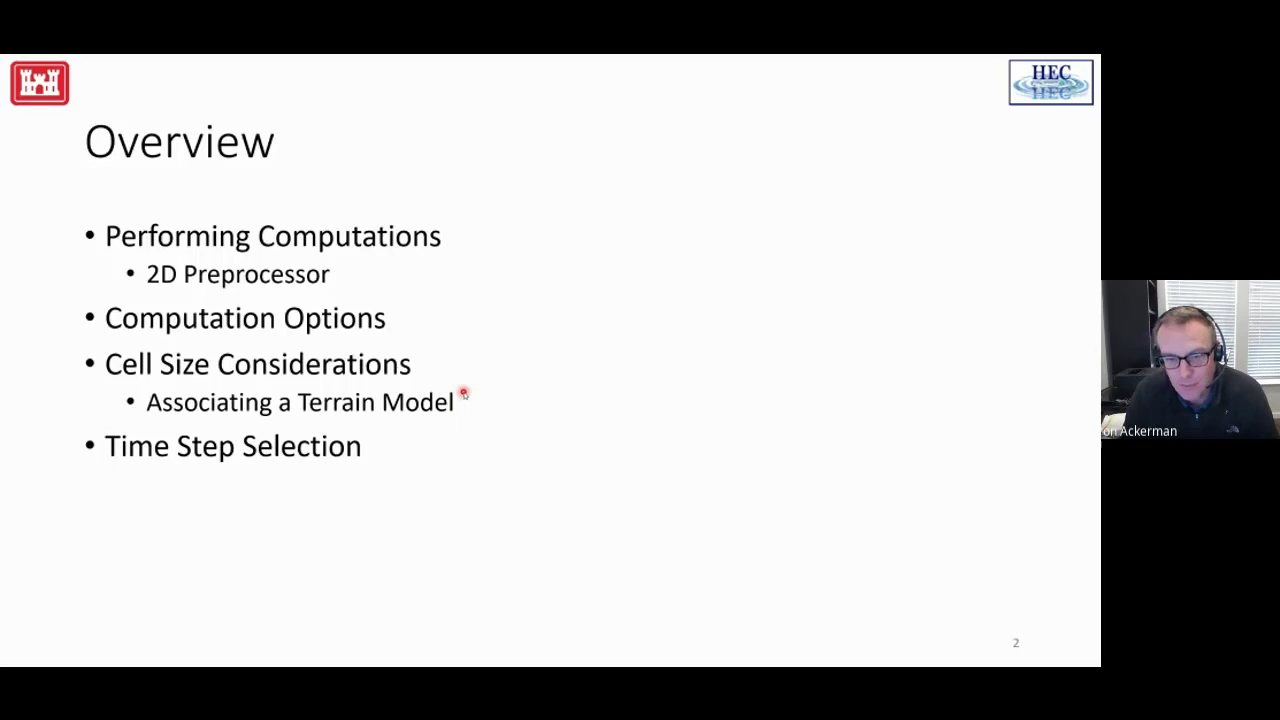 HEC
HEC
Overview
• Performing Computations
• 2D Preprocessor
• Computation Options
• Cell Size Considerations
• Associating a Terrain Model
• Time Step Selection
on Ackerman
2